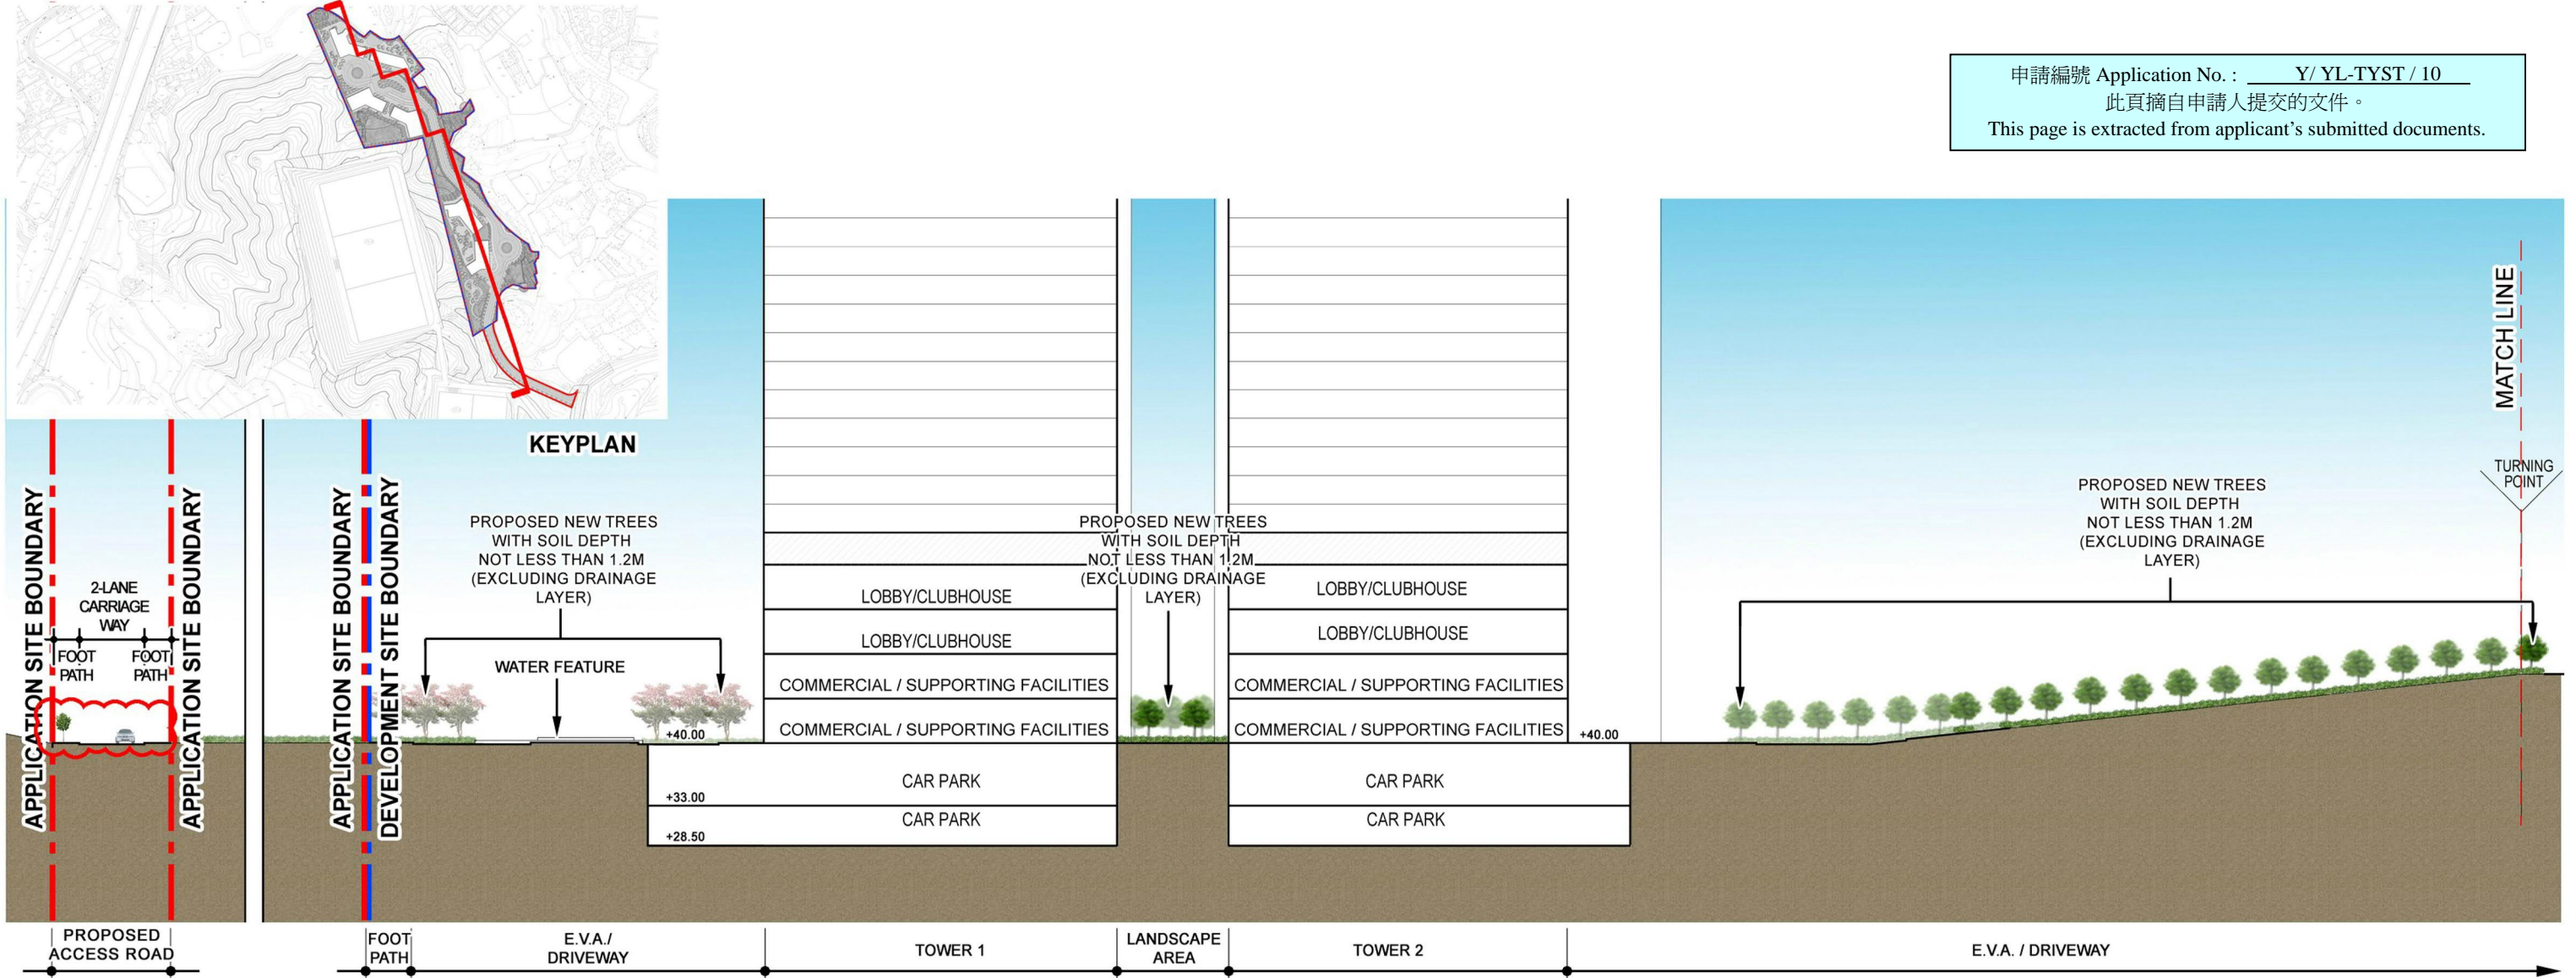 申請編號 Application No. : Y/ YL-TYST / 10
此頁摘自申請人提交的文件。
This page is extracted from applicant's submitted documents.
KEYPLAN
MATCH LINE
TURNING
POINT
APPLICATION SITE BOUNDARY
2-LANE
CARRIAGE
WAY
FOOT
PATH
FOOT
PATH
APPLICATION SITE BOUNDARY
APPLICATION SITE BOUNDARY
DEVELOPMENT SITE BOUNDARY
PROPOSED NEW TREES
WITH SOIL DEPTH
NOT LESS THAN 1.2M
(EXCLUDING DRAINAGE
LAYER)
WATER FEATURE
LOBBY/CLUBHOUSE
LOBBY/CLUBHOUSE
COMMERCIAL / SUPPORTING FACILITIES
COMMERCIAL / SUPPORTING FACILITIES
+40.00
CAR PARK
+33.00
CAR PARK
+28.50
PROPOSED NEW TREES
WITH SOIL DEPTH
NOT LESS THAN 1.2M
(EXCLUDING DRAINAGE
LAYER)
LOBBY/CLUBHOUSE
LOBBY/CLUBHOUSE
COMMERCIAL / SUPPORTING FACILITIES
COMMERCIAL / SUPPORTING FACILITIES
+40.00
CAR PARK
CAR PARK
PROPOSED NEW TREES
WITH SOIL DEPTH
NOT LESS THAN 1.2M
(EXCLUDING DRAINAGE
LAYER)
PROPOSED
ACCESS ROAD
FOOT
PATH
E.V.A./
DRIVEWAY
TOWER 1
LANDSCAPE
AREA
TOWER 2
E.V.A. / DRIVEWAY